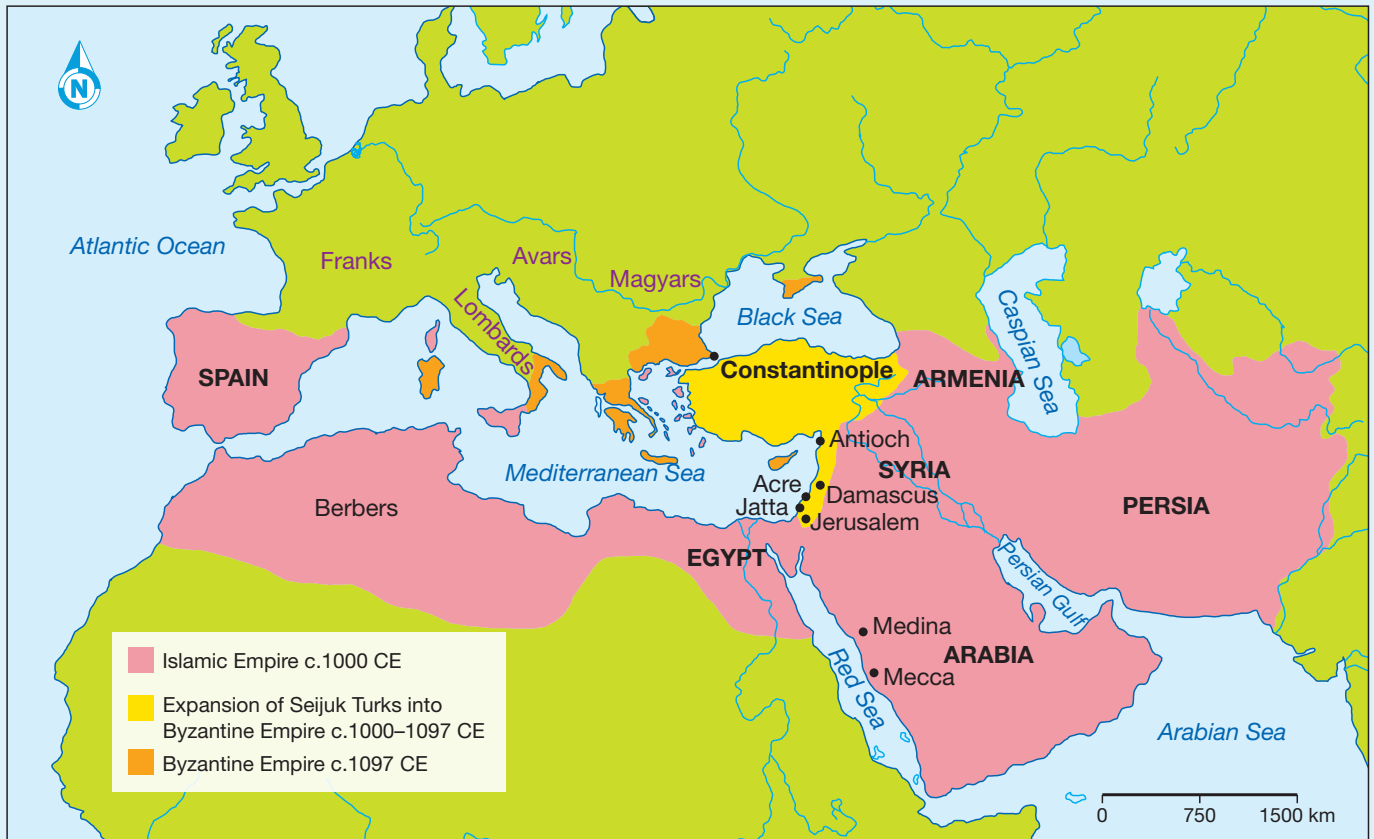 N
Atlantic Ocean
Franks
Avars
Magyars
Lombards
Black Sea
Caspian Sea
SPAIN
Constantinople
ARMENIA
Antioch
SYRIA
Mediterranean Sea
Acre
Damascus
Jatta
Jerusalem
PERSIA
Berbers
EGYPT
Persian Gulf
Medina
ARABIA
Mecca
Red Sea
Arabian Sea
Islamic Empire c.1000 CE
Expansion of Seijuk Turks into
Byzantine Empire c.1000–1097 CE
Byzantine Empire c.1097 CE
0 750 1500 km